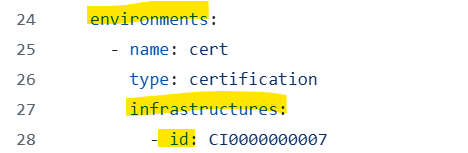 24 environments:
25 - name: cert
26 type: certification
27 infrastructures:
28 - id: CI0000000007